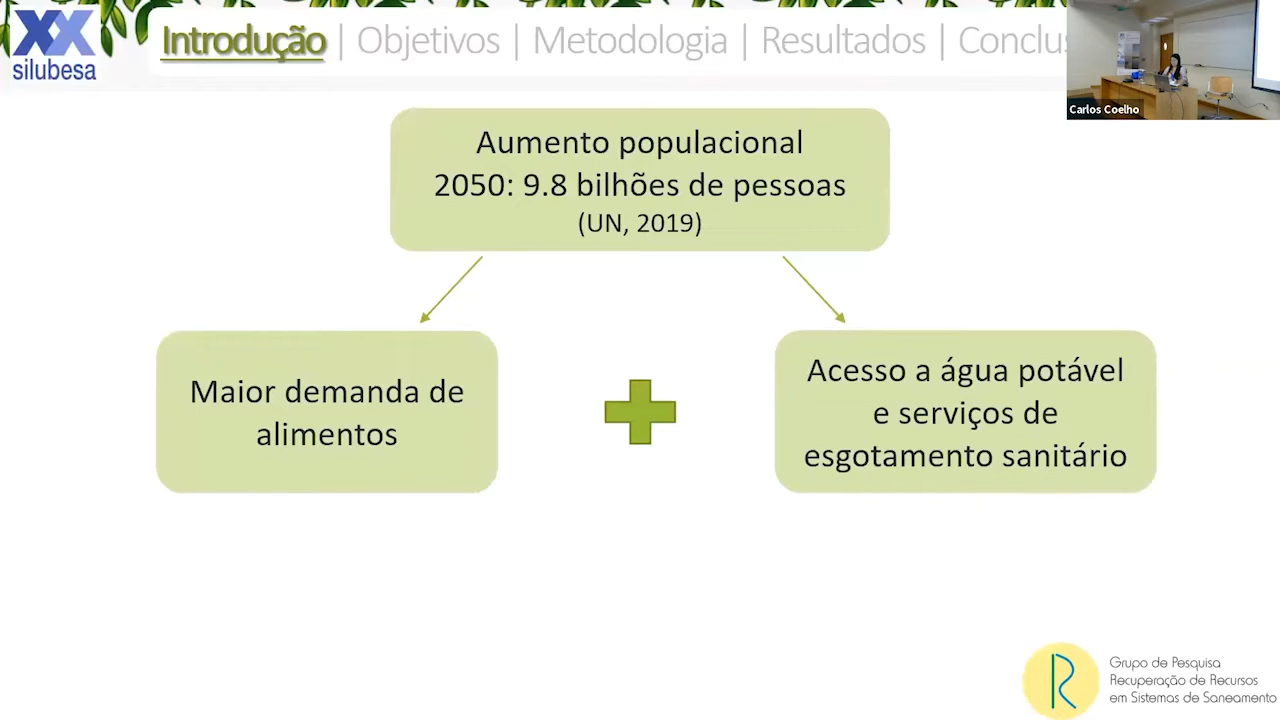 XX
silubesa
Introdução | Objetivos | Metodologia | Resultados | Conclus
Carlos Coelho
Aumento populacional
2050: 9.8 bilhões de pessoas
(UN, 2019)
Maior demanda de
alimentos
Acesso a água potável
e serviços de
esgotamento sanitário
R
Grupo de Pesquisa
Recuperação de Recursos
em Sistemas de Saneamento